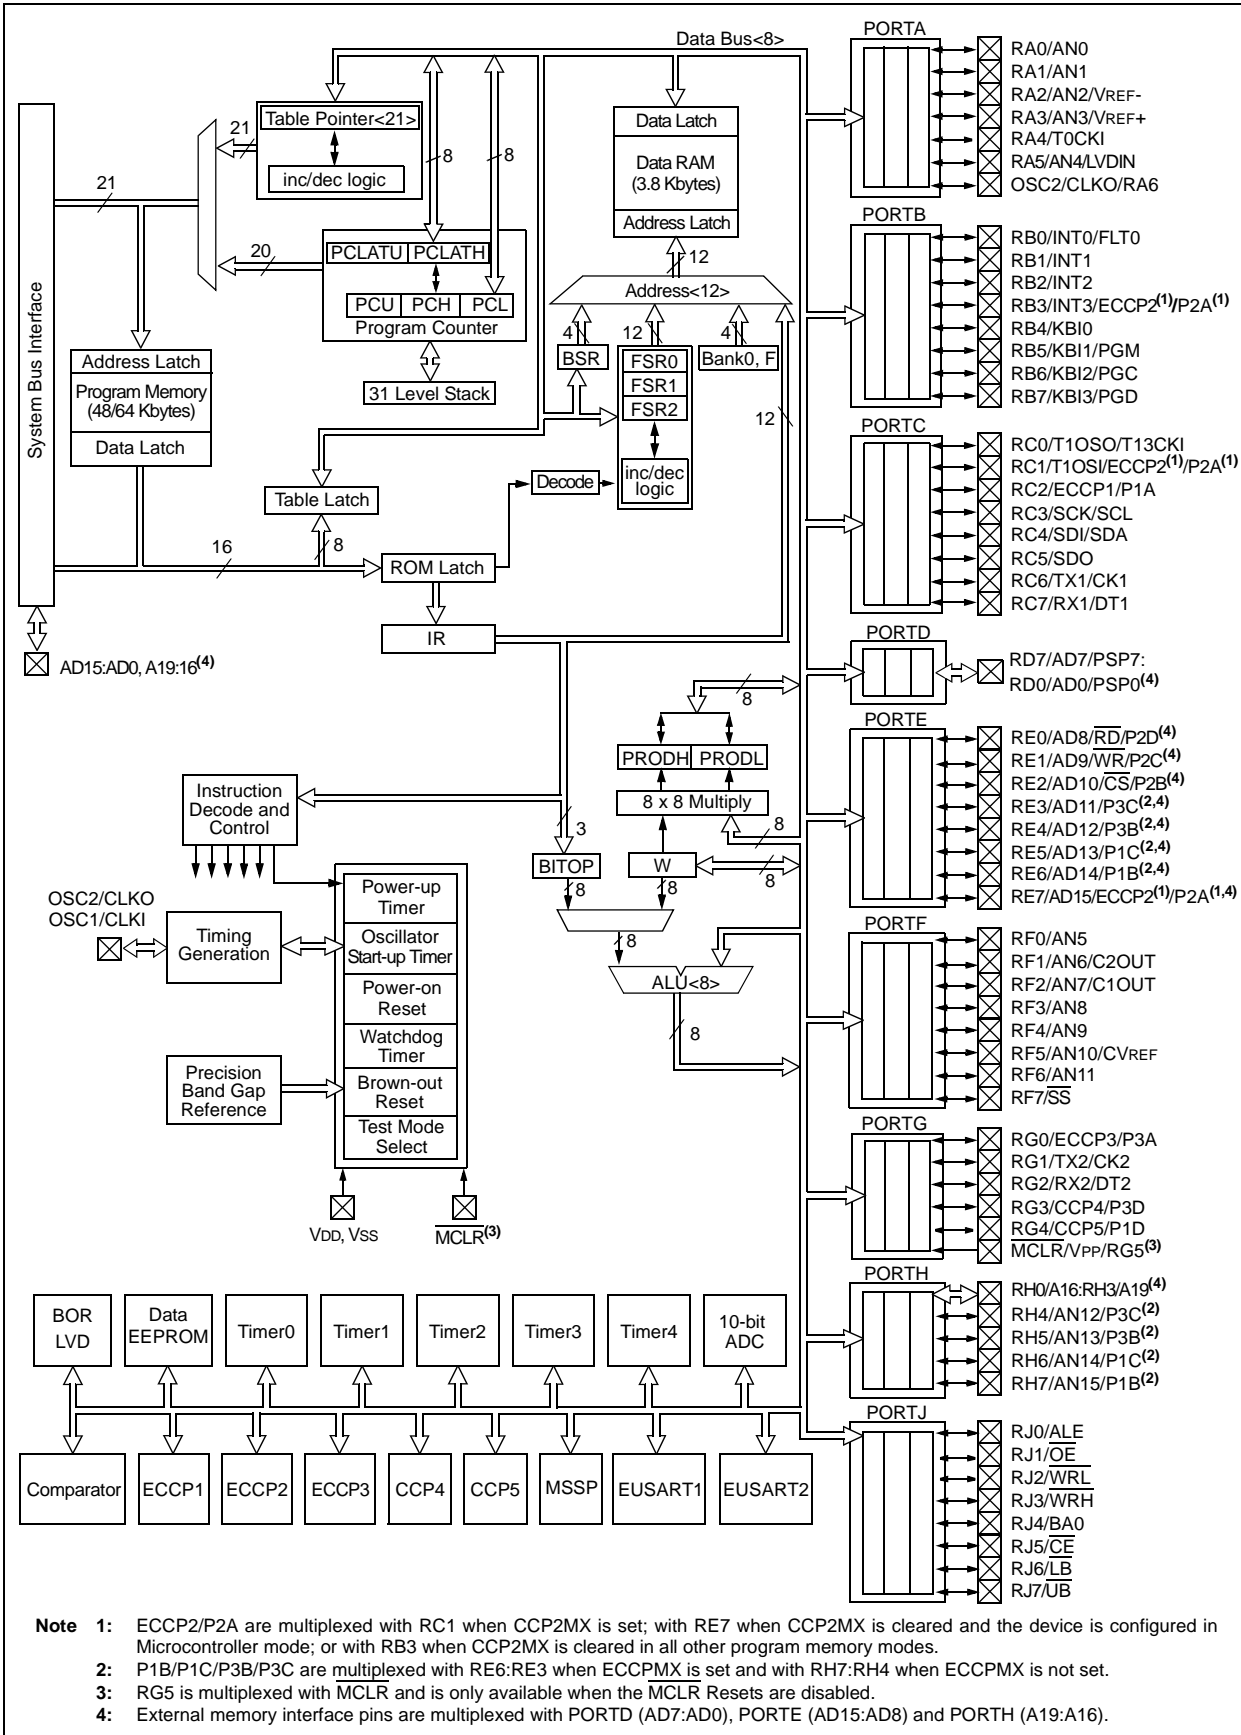 Data Bus<8>
21
Table Pointer<21>
inc/dec logic
21
8
8
Data Latch
Data RAM
(3.8 Kbytes)
Address Latch
20
PCLATU PCLATH
PCU PCH PCL
Program Counter
12
Address<12>
4
12
4
BSR
FSR0
FSR1
FSR2
Bank0, F
inc/dec
logic
12
System Bus Interface
Address Latch
Program Memory
(48/64 Kbytes)
Data Latch
31 Level Stack
Table Latch
Decode
16
8
ROM Latch
IR
AD15:AD0, A19:16(4)
8
PRODH PRODL
8 x 8 Multiply
Instruction
Decode and
Control
3
8
BITOP
W
8
8
8
8
ALU<8>
8
OSC2/CLKO
OSC1/CLKI
Timing
Generation
Power-up
Timer
Oscillator
Start-up Timer
Power-on
Reset
Watchdog
Timer
Brown-out
Reset
Test Mode
Select
Precision
Band Gap
Reference
VDD, VSS
MCLR(3)
BOR
LVD
Data
EEPROM
Timer0
Timer1
Timer2
Timer3
Timer4
10-bit
ADC
Comparator
ECCP1
ECCP2
ECCP3
CCP4
CCP5
MSSP
EUSART1
EUSART2
PORTA
RA0/AN0
RA1/AN1
RA2/AN2/VREF-
RA3/AN3/VREF+
RA4/T0CKI
RA5/AN4/LVDIN
OSC2/CLKO/RA6
PORTB
RB0/INT0/FLT0
RB1/INT1
RB2/INT2
RB3/INT3/ECCP2(1)/P2A(1)
RB4/KBI0
RB5/KBI1/PGM
RB6/KBI2/PGC
RB7/KBI3/PGD
PORTC
RC0/T1OSO/T13CKI
RC1/T1OSI/ECCP2(1)/P2A(1)
RC2/ECCP1/P1A
RC3/SCK/SCL
RC4/SDI/SDA
RC5/SDO
RC6/TX1/CK1
RC7/RX1/DT1
PORTD
RD7/AD7/PSP7:
RD0/AD0/PSP0(4)
PORTE
RE0/AD8/RD/P2D(4)
RE1/AD9/WR/P2C(4)
RE2/AD10/CS/P2B(4)
RE3/AD11/P3C(2,4)
RE4/AD12/P3B(2,4)
RE5/AD13/P1C(2,4)
RE6/AD14/P1B(2,4)
RE7/AD15/ECCP2(1)/P2A(1,4)
PORTF
RF0/AN5
RF1/AN6/C2OUT
RF2/AN7/C1OUT
RF3/AN8
RF4/AN9
RF5/AN10/CVREF
RF6/AN11
RF7/SS
PORTG
RG0/ECCP3/P3A
RG1/TX2/CK2
RG2/RX2/DT2
RG3/CCP4/P3D
RG4/CCP5/P1D
MCLR/VPP/RG5(3)
PORTH
RH0/A16:RH3/A19(4)
RH4/AN12/P3C(2)
RH5/AN13/P3B(2)
RH6/AN14/P1C(2)
RH7/AN15/P1B(2)
PORTJ
RJ0/ALE
RJ1/OE
RJ2/WRL
RJ3/WRH
RJ4/BA0
RJ5/CE
RJ6/LB
RJ7/UB
Note 1: ECCP2/P2A are multiplexed with RC1 when CCP2MX is set; with RE7 when CCP2MX is cleared and the device is configured in
Microcontroller mode; or with RB3 when CCP2MX is cleared in all other program memory modes.
2: P1B/P1C/P3B/P3C are multiplexed with RE6:RE3 when ECCPMX is set and with RH7:RH4 when ECCPMX is not set.
3: RG5 is multiplexed with MCLR and is only available when the MCLR Resets are disabled.
4: External memory interface pins are multiplexed with PORTD (AD7:AD0), PORTE (AD15:AD8) and PORTH (A19:A16).